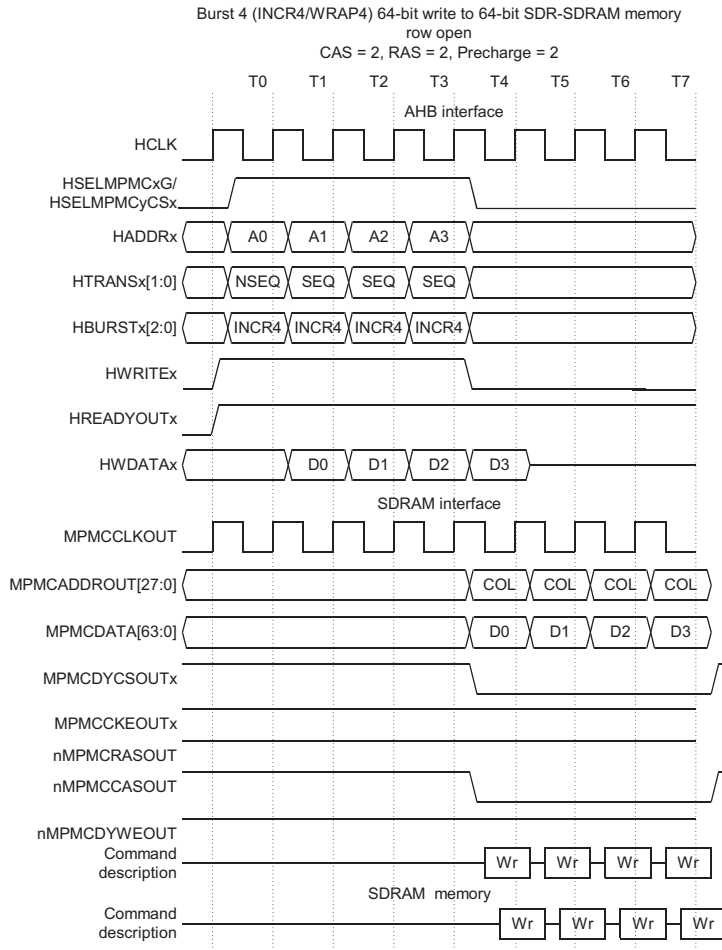 Burst 4 (INCR4/WRAP4) 64-bit write to 64-bit SDR-SDRAM memory
row open
CAS = 2, RAS = 2, Precharge = 2
T0 T1 T2 T3 T4 T5 T6 T7
AHB interface
HCLK
HSELMPMCxG/
HSELMPMCyCSx
HADDRx A0 A1 A2 A3
HTRANSx[1:0] NSEQ SEQ SEQ SEQ
HBURSTx[2:0] INCR4 INCR4 INCR4 INCR4
HWRITEx
HREADYOUTx
HWDATAx D0 D1 D2 D3
SDRAM interface
MPMCCLKOUT
MPMCADDROUT[27:0] COL COL COL COL
MPMCDATA[63:0] D0 D1 D2 D3
MPMCDYCSOUTx
MPMCCKEOUTx
nMPMCRASOUT
nMPMCCASOUT
nMPMCDYWEOUT
Command
description
Wr Wr Wr Wr
SDRAM memory
Command
description
Wr Wr Wr Wr